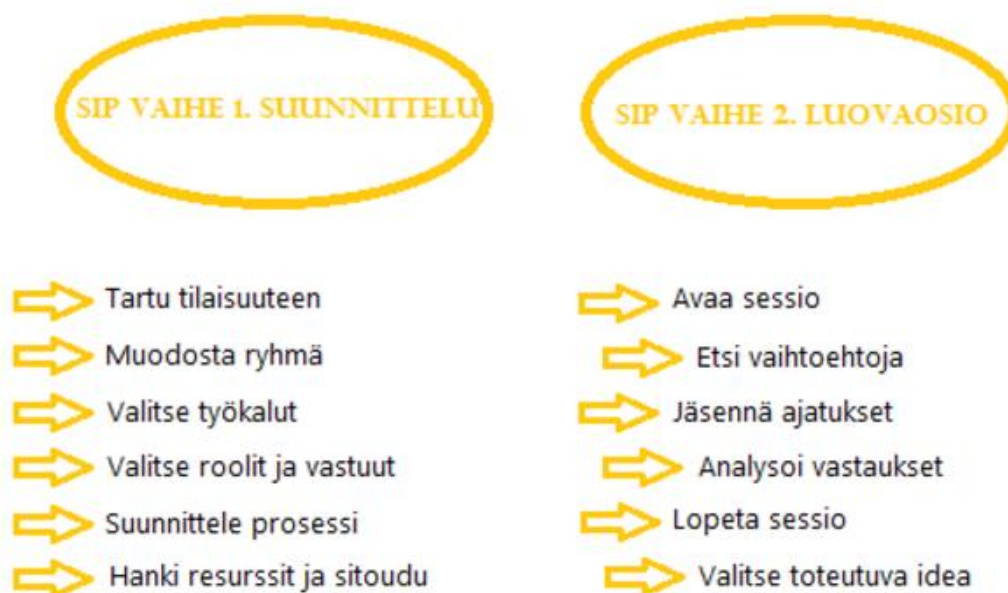 SIP VAIHE 1. SUUNNITTELU
Tartu tilaisuuteen
Muodosta ryhmä
Valitse työkalut
Valitse roolit ja vastuut
Suunnittele prosessi
Hanki resurssit ja sitoudu
SIP VAIHE 2. LUOVAOSIO
Avaa sessio
Etsi vaihtoehtoja
Jäsennä ajatukset
Analysoi vastaukset
Lopeta sessio
Valitse toteutuva idea